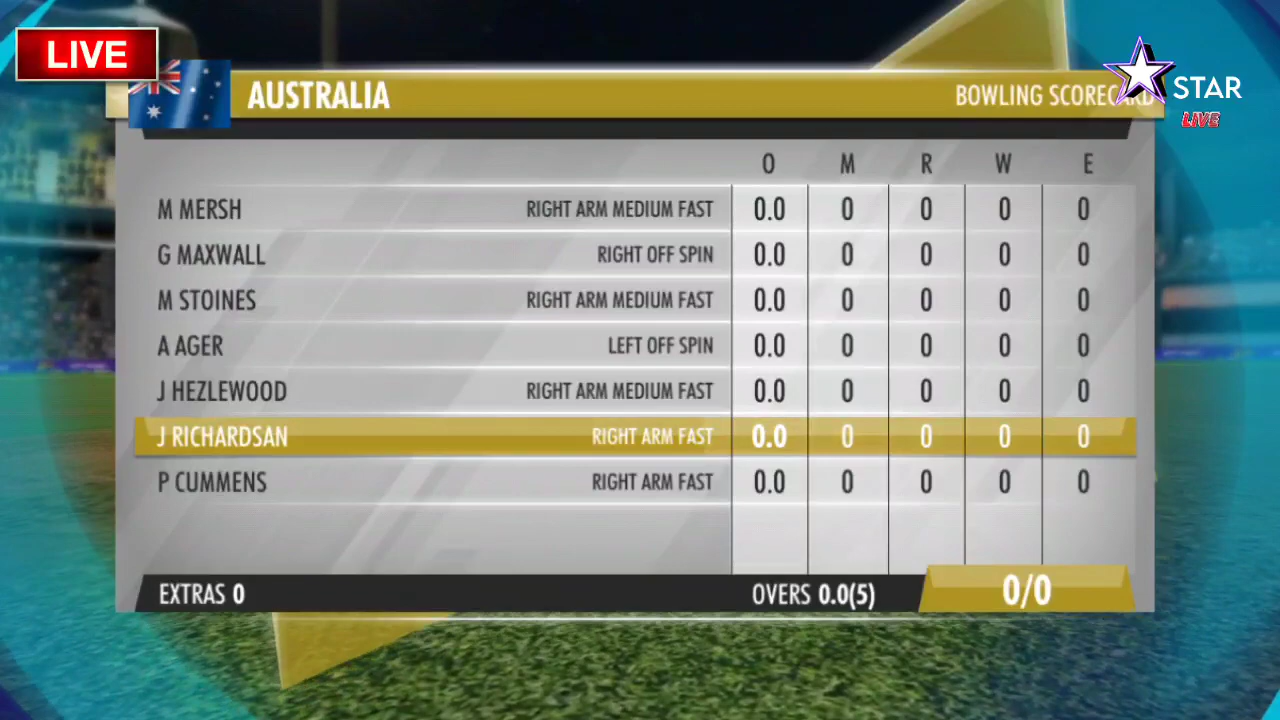 LIVE
AUSTRALIA BOWLING SCORECARD
STAR
LIVE
O M R W E
M MERSH RIGHT ARM MEDIUM FAST 0.0 0 0 0 0
G MAXWALL RIGHT OFF SPIN 0.0 0 0 0 0
M STOINES RIGHT ARM MEDIUM FAST 0.0 0 0 0 0
A AGER LEFT OFF SPIN 0.0 0 0 0 0
J HEZLEWOOD RIGHT ARM MEDIUM FAST 0.0 0 0 0 0
J RICHARDSAN RIGHT ARM FAST 0.0 0 0 0 0
P CUMMENS RIGHT ARM FAST 0.0 0 0 0 0
EXTRAS 0 OVERS 0.0(5) 0/0